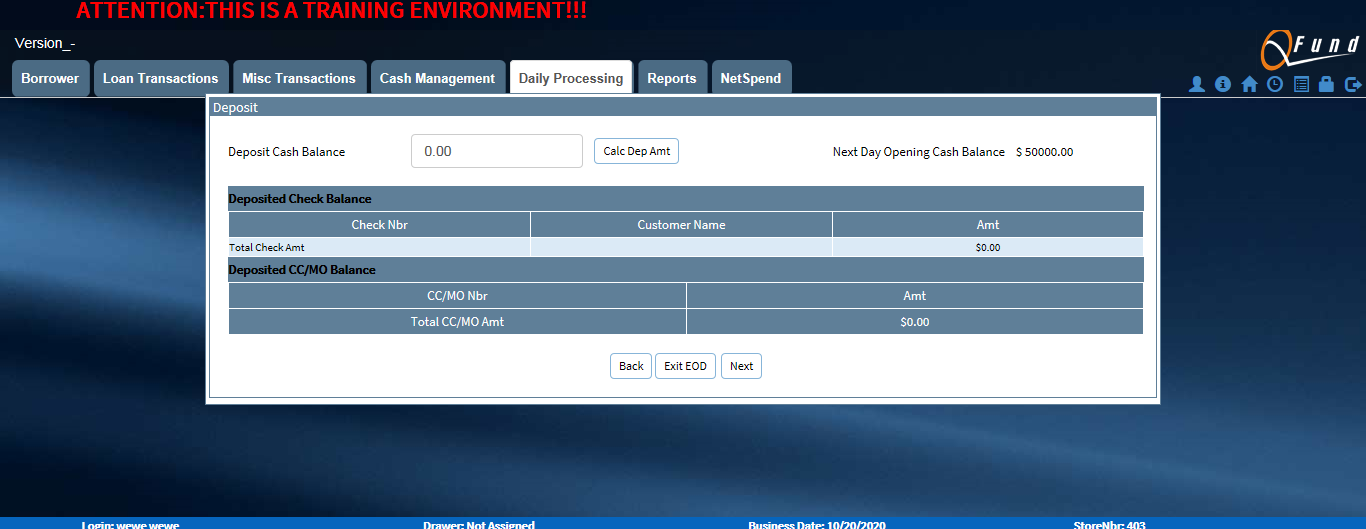 ATTENTION:THIS IS A TRAINING ENVIRONMENT!!!
Version_-
QFund
Borrower Loan Transactions Misc Transactions Cash Management Daily Processing Reports NetSpend
Deposit
Deposit Cash Balance 0.00 Calc Dep Amt Next Day Opening Cash Balance $ 50000.00
Deposited Check Balance
Check Nbr Customer Name Amt
Total Check Amt $0.00
Deposited CC/MO Balance
CC/MO Nbr Amt
Total CC/MO Amt $0.00
Back Exit EOD Next
Login: wewe wewe Drawer: Not Assigned Business Date: 10/20/2020 StoreNbr: 403